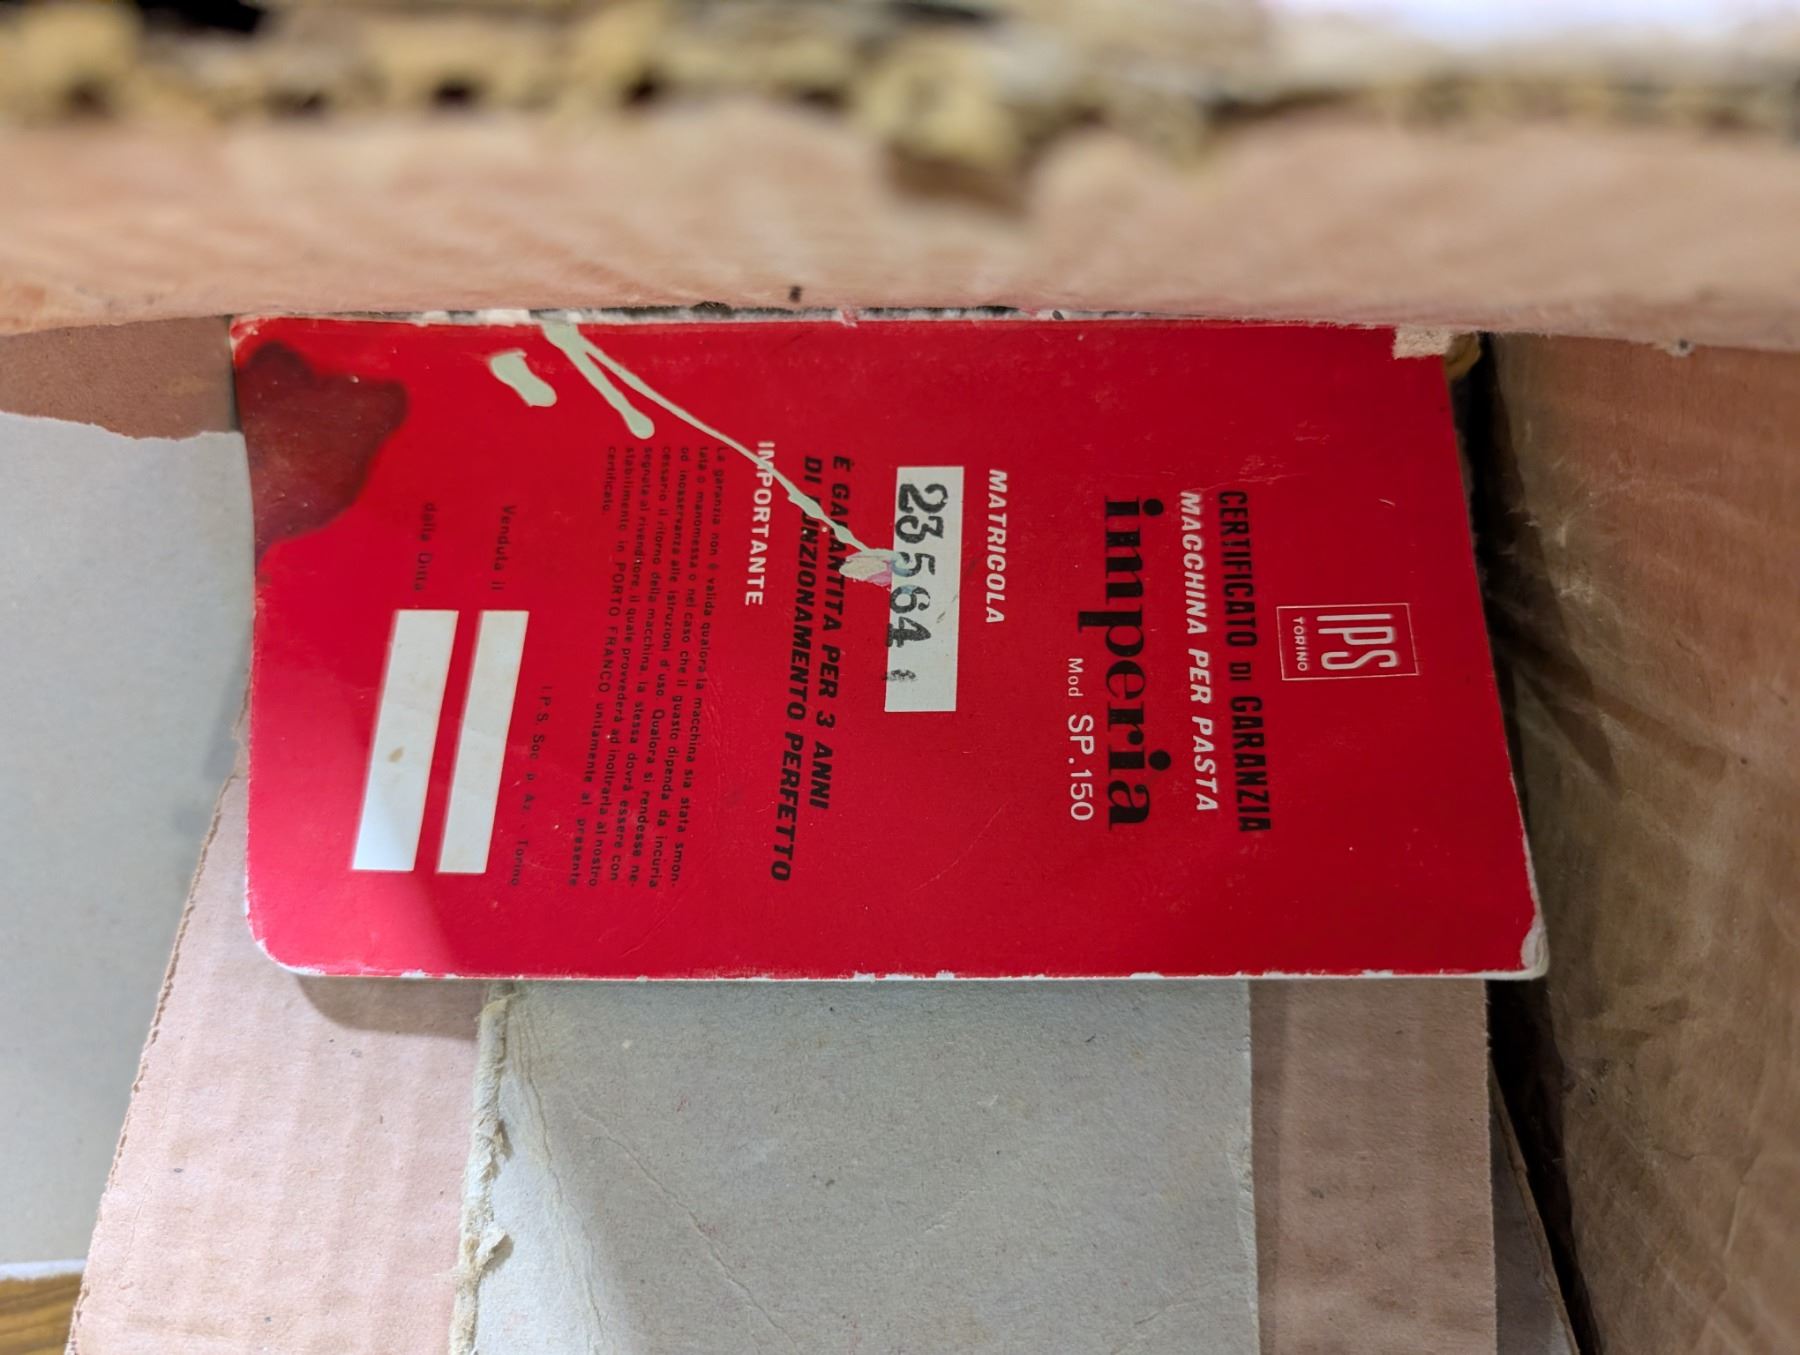 IPS
TORINO
CERTIFICATO DI GARANZIA
MACCHINA PER PASTA
imperia
Mod SP.150
MATRICOLA
23564
È GARANTITA PER 3 ANNI
DI FUNZIONAMENTO PERFETTO
IMPORTANTE
La garanzia non è valida qualora la macchina sia stata smon-
tata o manomessa o nel caso che il guasto dipenda da incuria
od inosservanza alle istruzioni d'uso. Qualora si rendesse ne-
cessario il ritorno della macchina, la stessa dovrà essere con
segnata al rivenditore, il quale provvederà ad inoltrarla al nostro
stabilimento in PORTO FRANCO unitamente al presente
certificato.
I.P.S. Soc. p. Az. - Torino
Venduta il
dalla Ditta